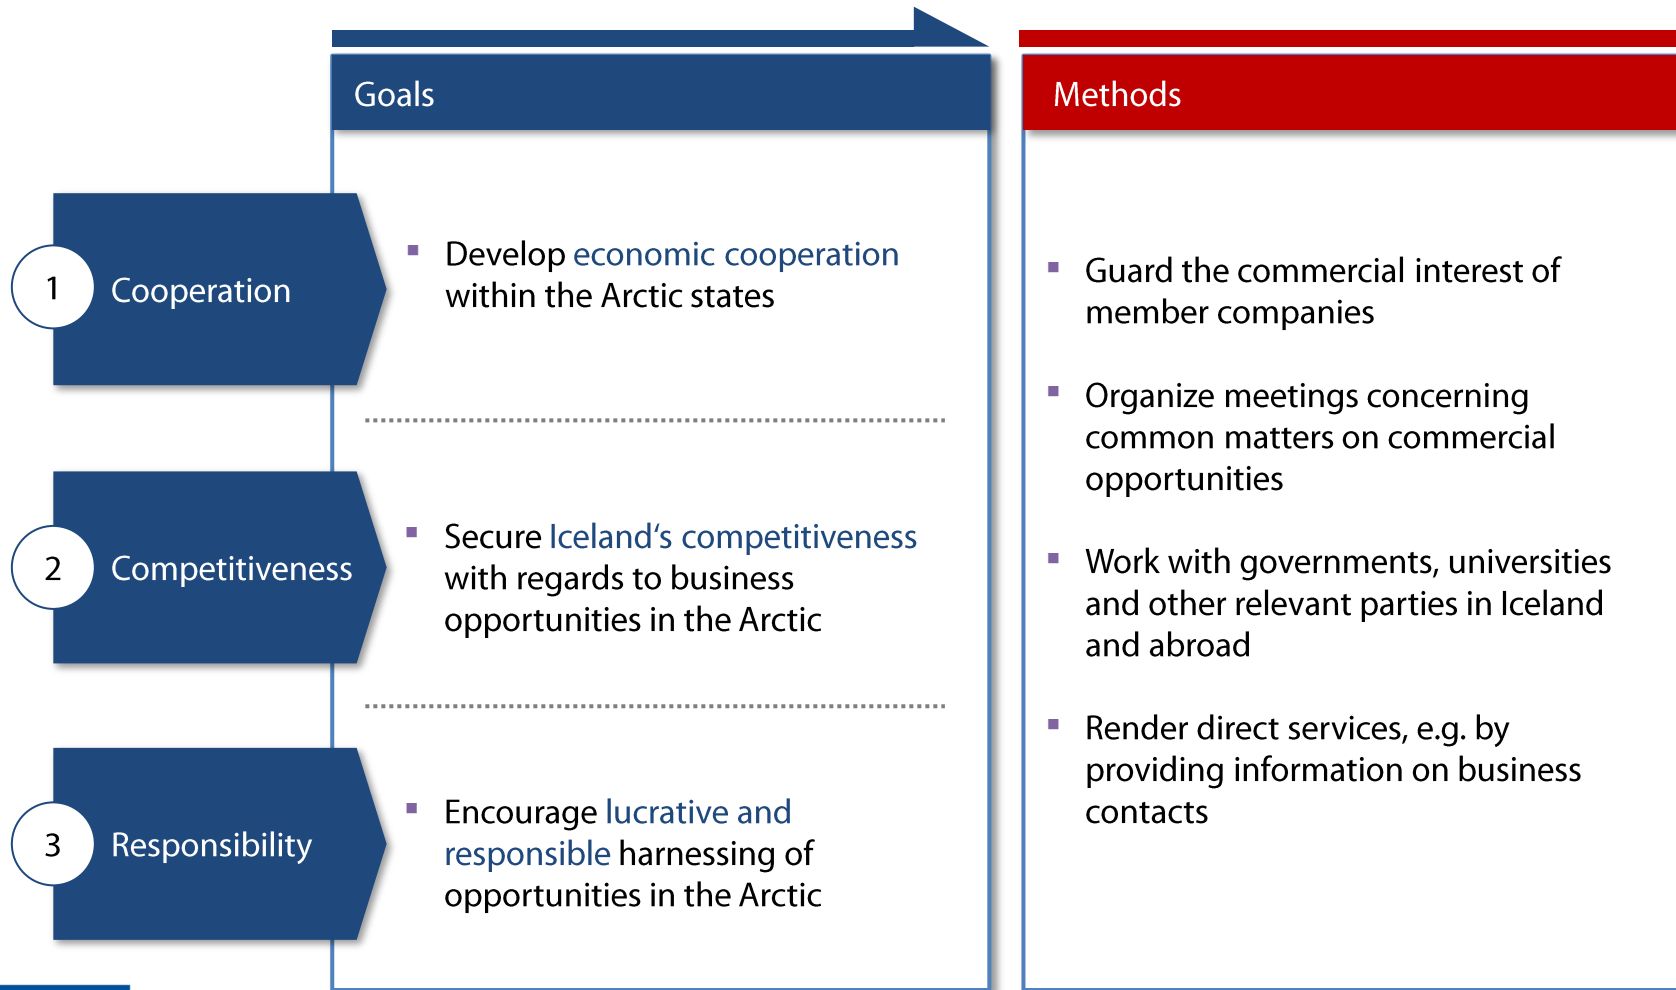 Goals
Methods
1
Cooperation
▪ Develop economic cooperation
within the Arctic states
2
Competitiveness
▪ Secure Iceland‘s competitiveness
with regards to business
opportunities in the Arctic
3
Responsibility
▪ Encourage lucrative and
responsible harnessing of
opportunities in the Arctic
▪ Guard the commercial interest of
member companies
▪ Organize meetings concerning
common matters on commercial
opportunities
▪ Work with governments, universities
and other relevant parties in Iceland
and abroad
▪ Render direct services, e.g. by
providing information on business
contacts